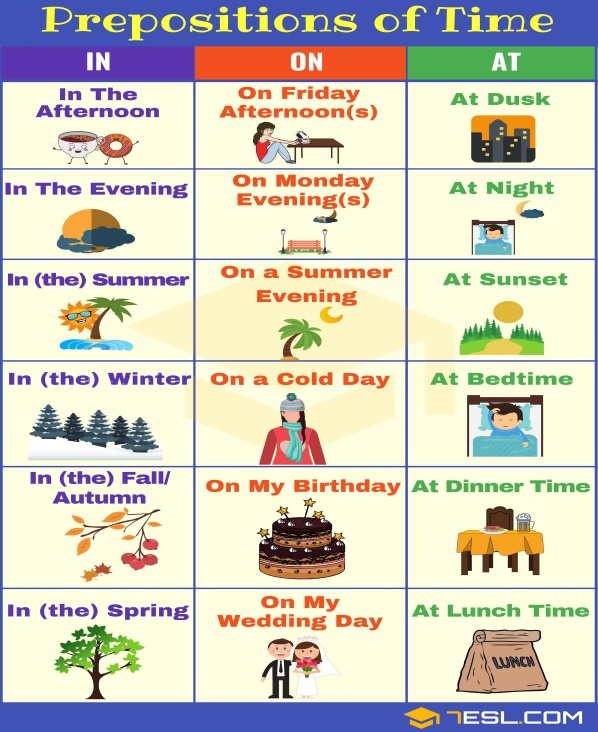 Prepositions of Time
IN
ON
AT
In The
Afternoon
On Friday
Afternoon(s)
At Dusk
In The Evening
On Monday
Evening(s)
At Night
In (the) Summer
On a Summer
Evening
At Sunset
In (the) Winter
On a Cold Day
At Bedtime
In (the) Fall/
Autumn
On My Birthday
At Dinner Time
In (the) Spring
On My
Wedding Day
At Lunch Time
LUNCH
7ESL.COM